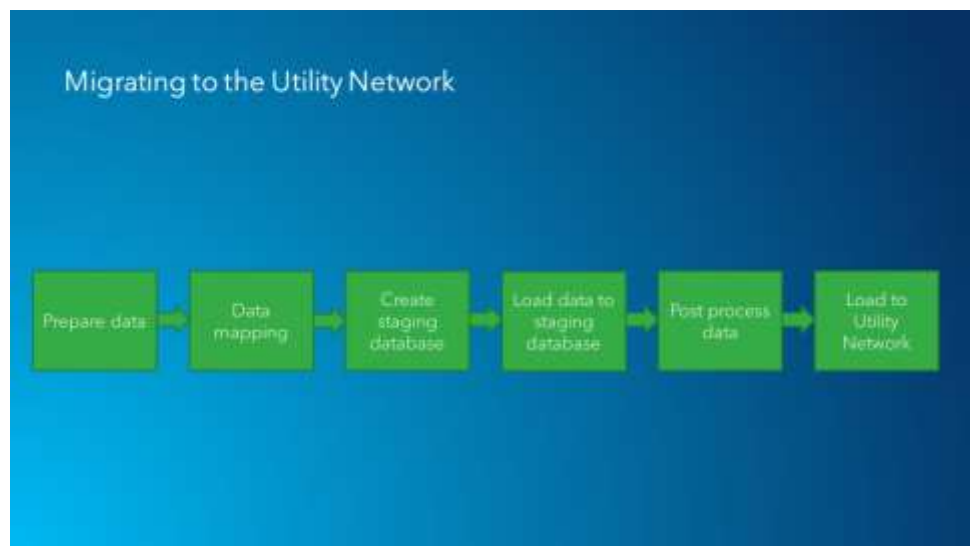 Migrating to the Utility Network
Prepare data
Data
mapping
Create
staging
database
Load data to
staging
database
Post process
data
Load to
Utility
Network